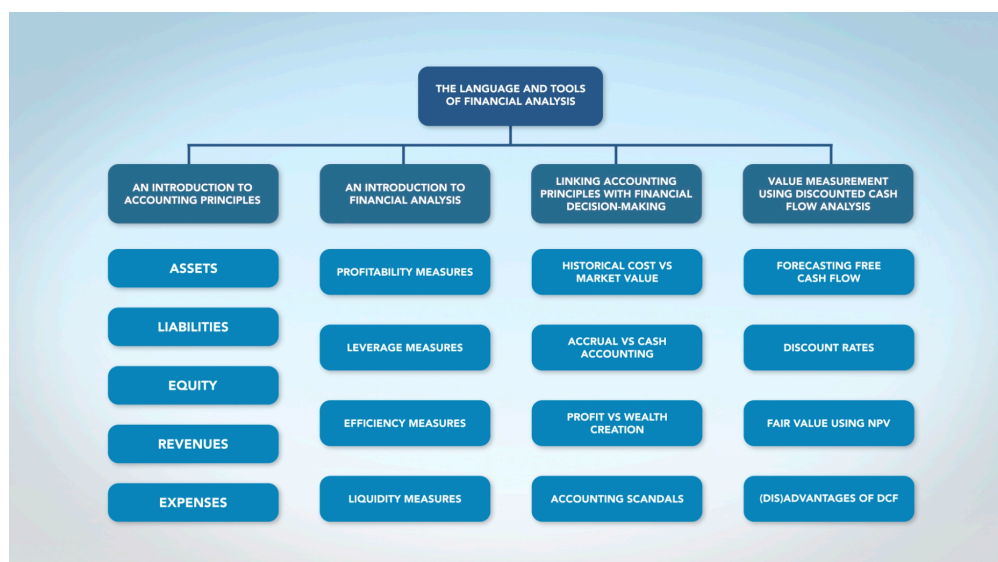 THE LANGUAGE AND TOOLS
OF FINANCIAL ANALYSIS
AN INTRODUCTION TO
ACCOUNTING PRINCIPLES
ASSETS
LIABILITIES
EQUITY
REVENUES
EXPENSES
AN INTRODUCTION TO
FINANCIAL ANALYSIS
PROFITABILITY MEASURES
LEVERAGE MEASURES
EFFICIENCY MEASURES
LIQUIDITY MEASURES
LINKING ACCOUNTING
PRINCIPLES WITH FINANCIAL
DECISION-MAKING
HISTORICAL COST VS
MARKET VALUE
ACCRUAL VS CASH
ACCOUNTING
PROFIT VS WEALTH
CREATION
ACCOUNTING SCANDALS
VALUE MEASUREMENT
USING DISCOUNTED CASH
FLOW ANALYSIS
FORECASTING FREE
CASH FLOW
DISCOUNT RATES
FAIR VALUE USING NPV
(DIS)ADVANTAGES OF DCF